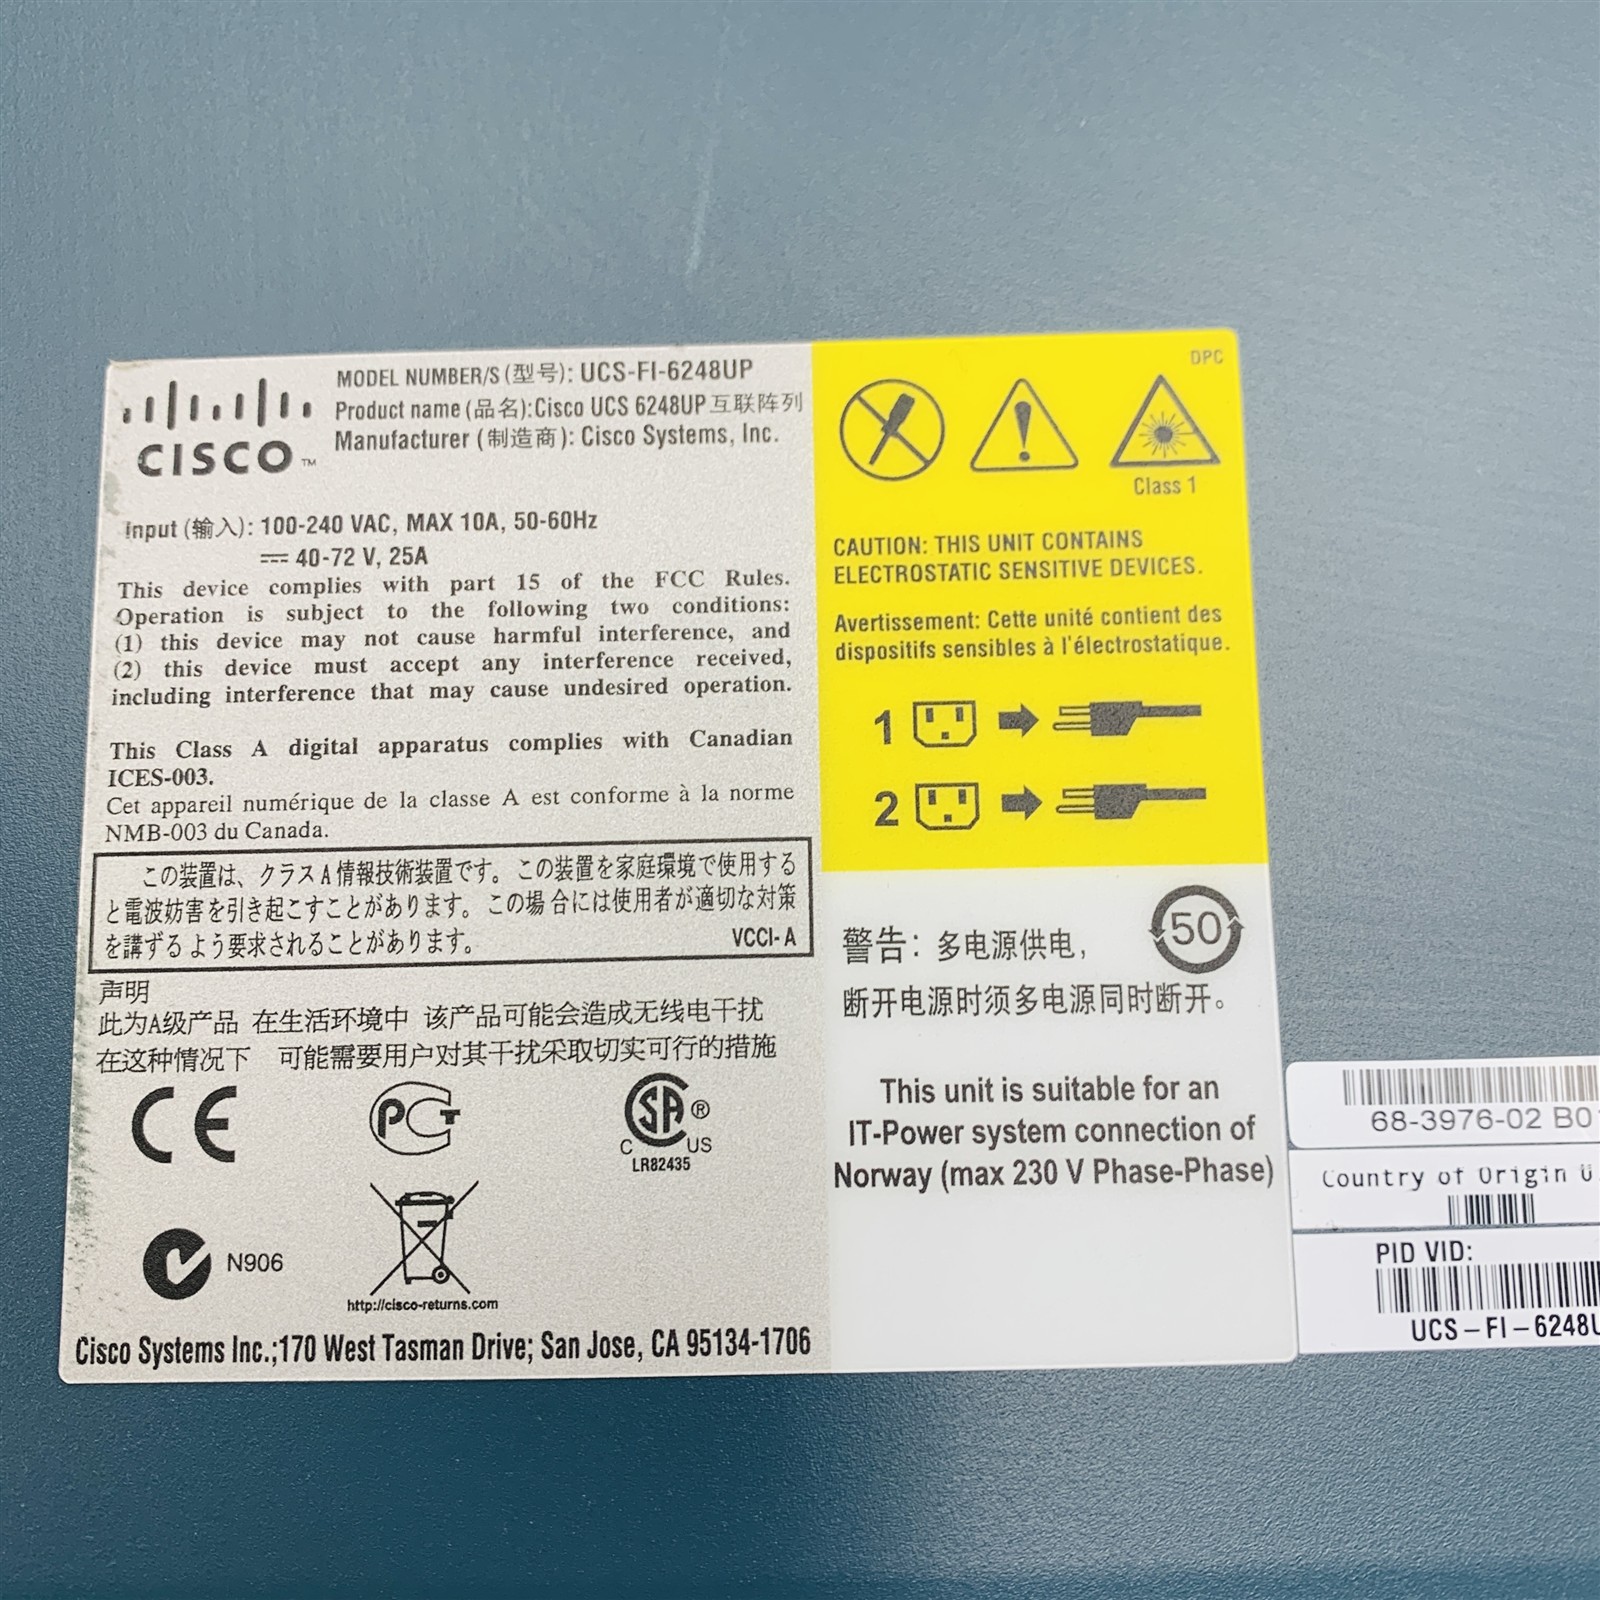 CISCO™
MODEL NUMBER/S (型号): UCS-FI-6248UP
Product name (品名):Cisco UCS 6248UP 互联阵列
Manufacturer (制造商): Cisco Systems, Inc.
Input (输入): 100-240 VAC, MAX 10A, 50-60Hz
⎓ 40-72 V, 25A
This device complies with part 15 of the FCC Rules.
Operation is subject to the following two conditions:
(1) this device may not cause harmful interference, and
(2) this device must accept any interference received,
including interference that may cause undesired operation.
This Class A digital apparatus complies with Canadian
ICES-003.
Cet appareil numérique de la classe A est conforme à la norme
NMB-003 du Canada.
この装置は、クラスA情報技術装置です。この装置を家庭環境で使用する
と電波妨害を引き起こすことがあります。この場合には使用者が適切な対策
を講ずるよう要求されることがあります。 VCCI-A
声明
此为A级产品 在生活环境中 该产品可能会造成无线电干扰
在这种情况下 可能需要用户对其干扰采取切实可行的措施
CE
PCT
SA ®
C US
LR82435
N906
http://cisco-returns.com
Cisco Systems Inc.;170 West Tasman Drive; San Jose, CA 95134-1706
DPC
Class 1
CAUTION: THIS UNIT CONTAINS
ELECTROSTATIC SENSITIVE DEVICES.
Avertissement: Cette unité contient des
dispositifs sensibles à l'électrostatique.
1
2
警告: 多电源供电,
断开电源时须多电源同时断开。
50
This unit is suitable for an
IT-Power system connection of
Norway (max 230 V Phase-Phase)
68-3976-02
Country of Origin
PID VID:
UCS-FI-6248U